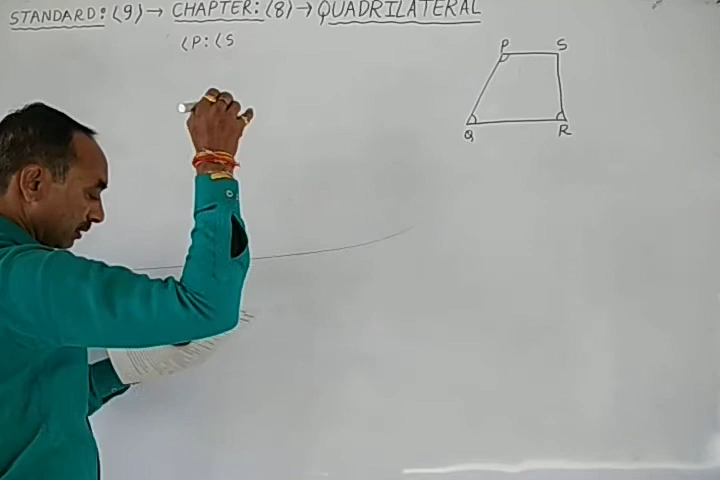 STANDARD: (9) → CHAPTER: (8) → QUADRILATERAL
∠P: ∠S
P S
Q R